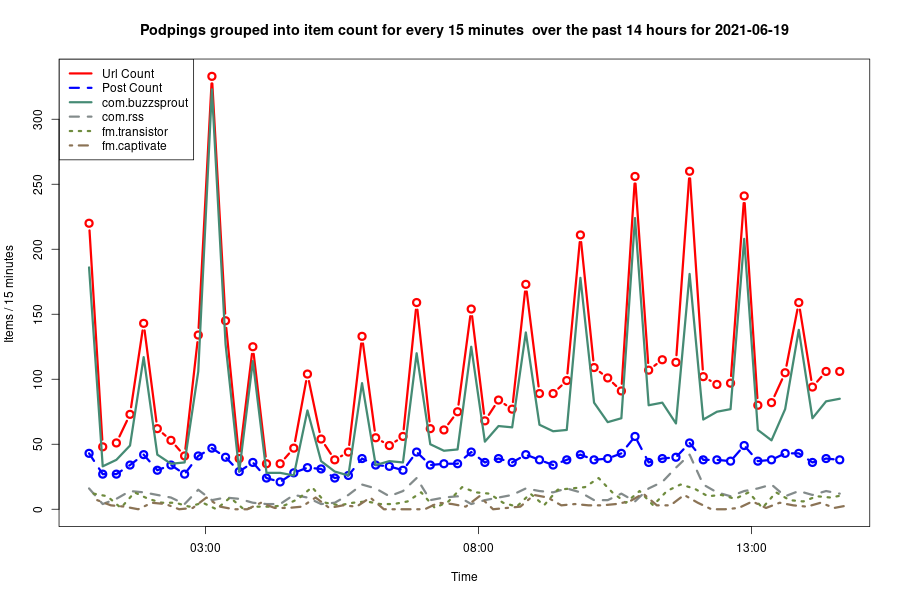 Podpings grouped into item count for every 15 minutes  over the past 14 hours for 2021-06-19
Url Count
Post Count
com.buzzsprout
com.rss
fm.transistor
fm.captivate
300
250
200
150
100
50
0
Items / 15 minutes
03:00
08:00
13:00
Time